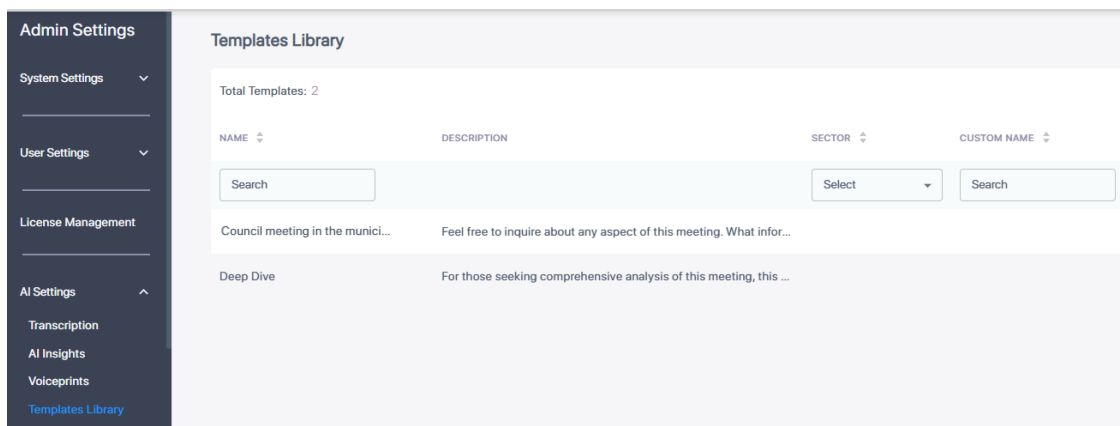 Admin Settings
System Settings
User Settings
License Management
AI Settings
Transcription
AI Insights
Voiceprints
Templates Library
Templates Library
Total Templates: 2
NAME DESCRIPTION SECTOR CUSTOM NAME
Search Select Search
Council meeting in the munici... Feel free to inquire about any aspect of this meeting. What infor...
Deep Dive For those seeking comprehensive analysis of this meeting, this ...